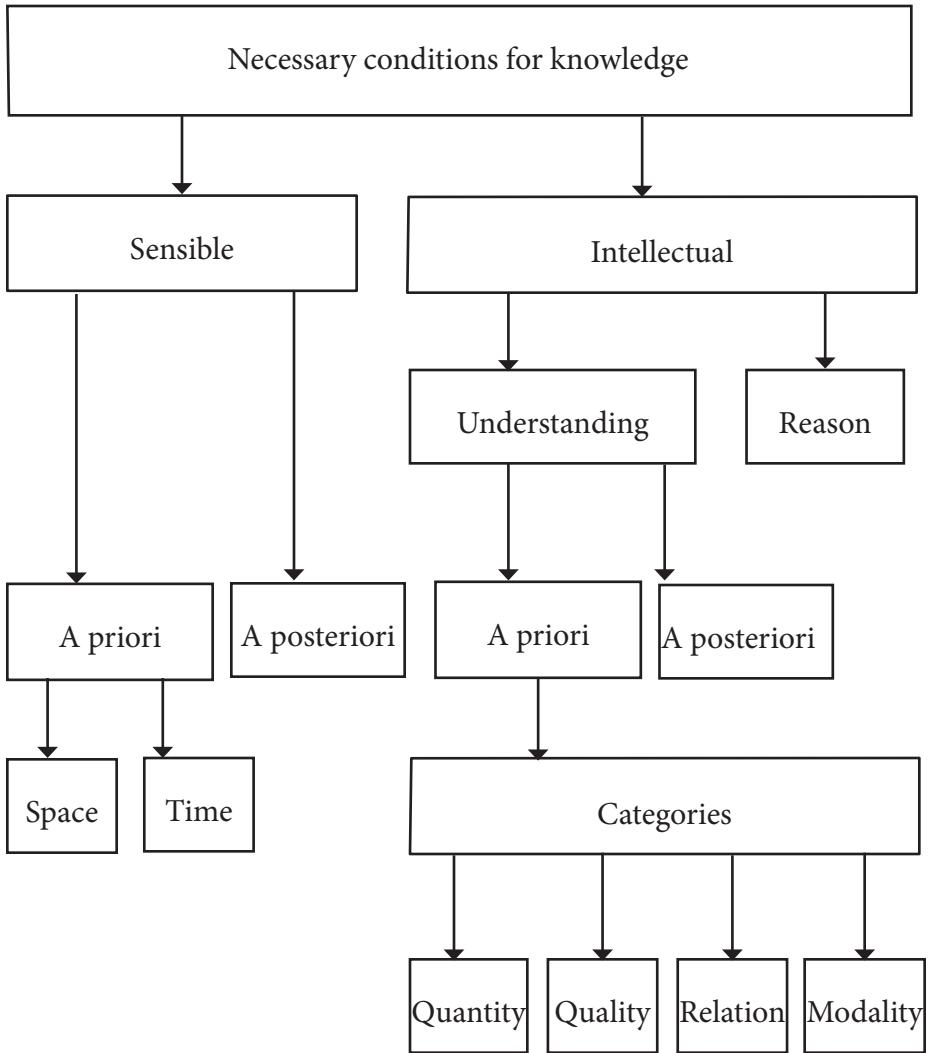 Necessary conditions for knowledge
Sensible
Intellectual
Understanding
Reason
A priori
A posteriori
A priori
A posteriori
Space
Time
Categories
Quantity
Quality
Relation
Modality